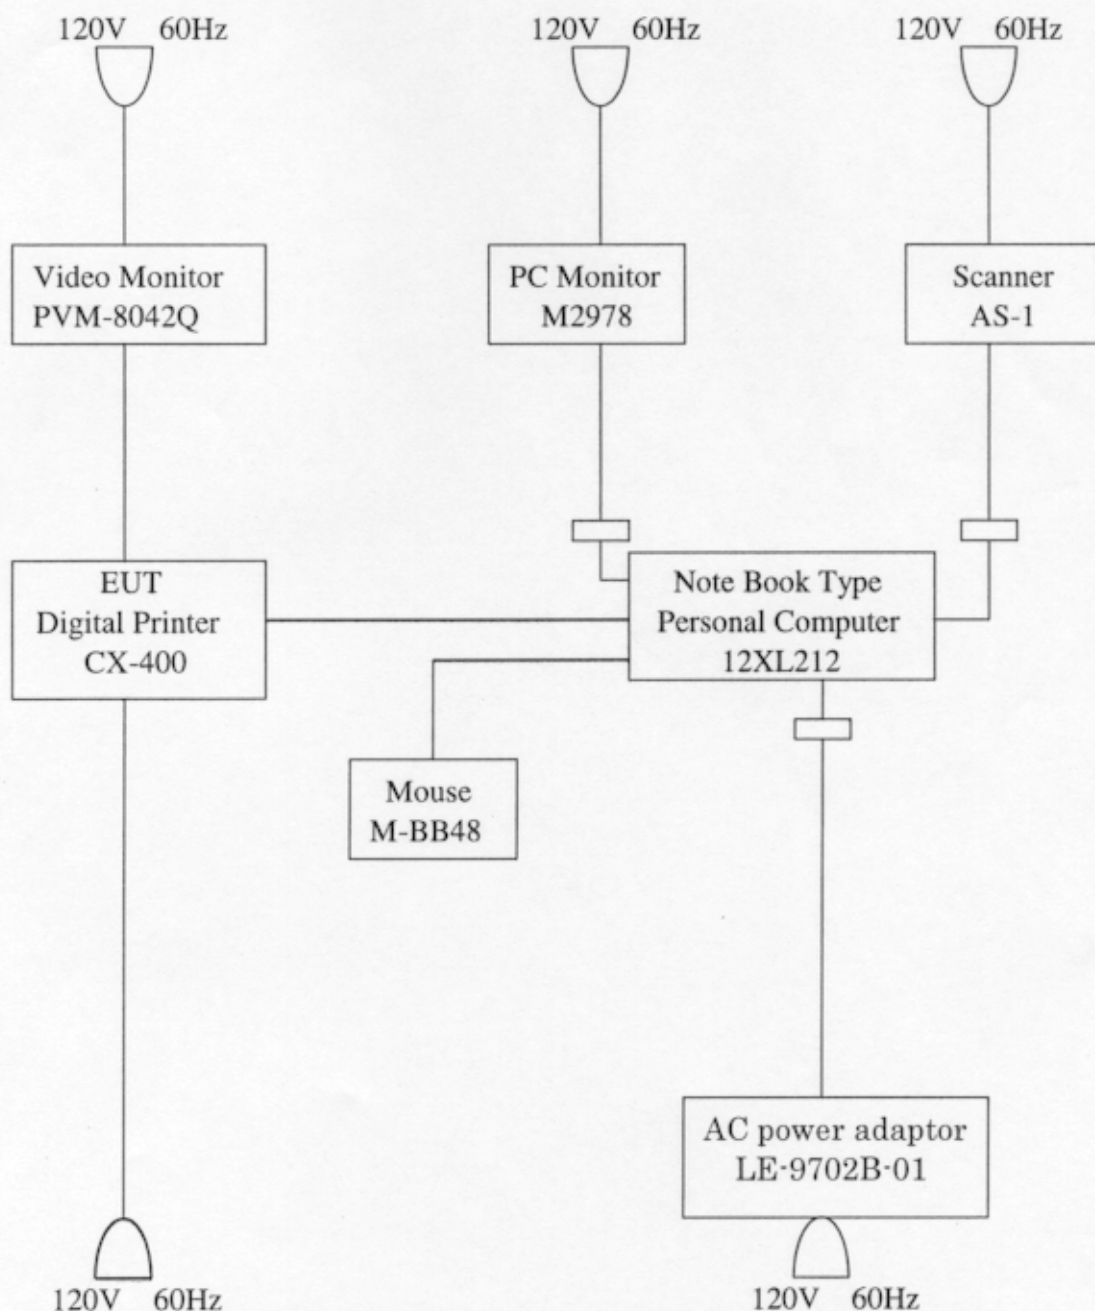 120V 60Hz
120V 60Hz
120V 60Hz
Video Monitor
PVM-8042Q
PC Monitor
M2978
Scanner
AS-1
EUT
Digital Printer
CX-400
Note Book Type
Personal Computer
12XL212
Mouse
M-BB48
AC power adaptor
LE-9702B-01
120V 60Hz
120V 60Hz